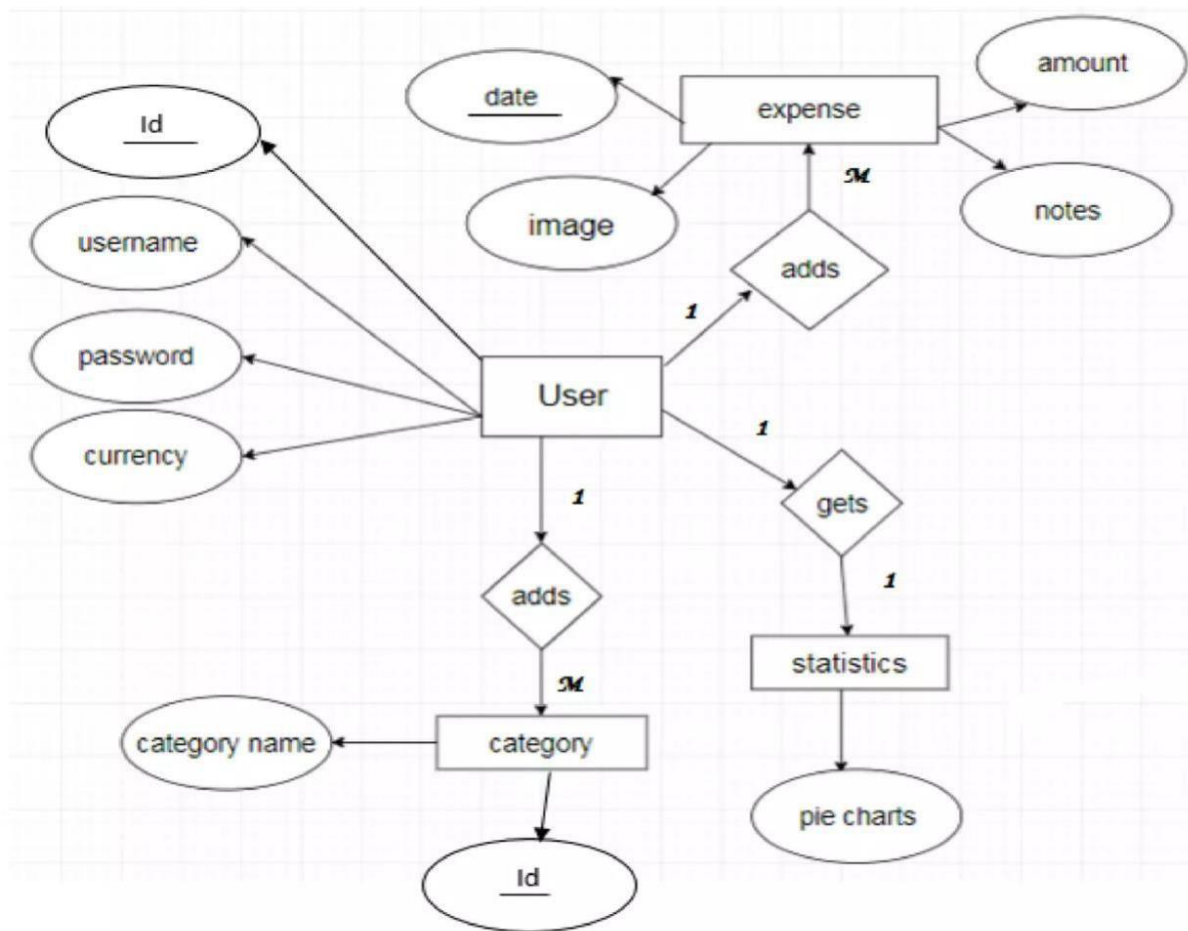 amount
date
expense
Id
M
notes
username
image
adds
1
password
User
1
currency
1
gets
1
adds
statistics
M
category name
category
pie charts
Id